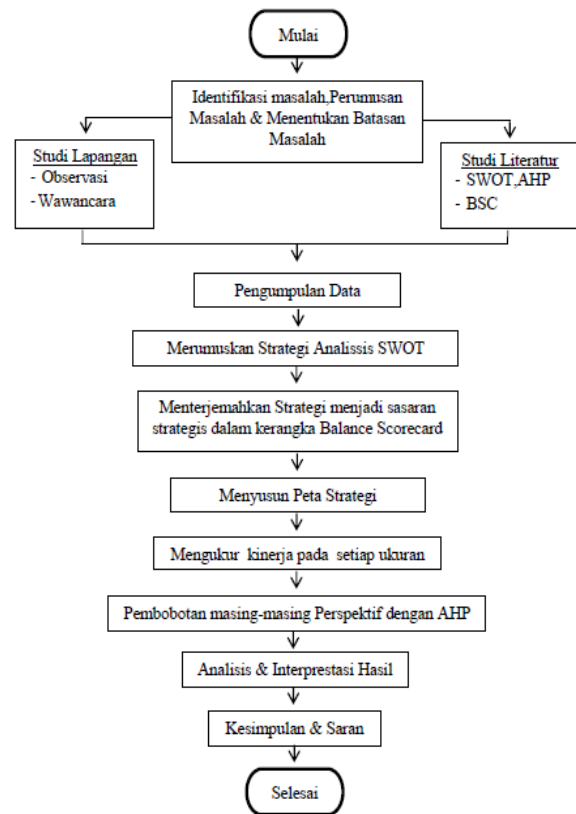 Mulai
Identifikasi masalah,Perumusan
Masalah & Menentukan Batasan
Masalah
Studi Lapangan
- Observasi
- Wawancara
Studi Literatur
- SWOT,AHP
- BSC
Pengumpulan Data
Merumuskan Strategi Analissis SWOT
Menterjemahkan Strategi menjadi sasaran
strategis dalam kerangka Balance Scorecard
Menyusun Peta Strategi
Mengukur kinerja pada setiap ukuran
Pembobotan masing-masing Perspektif dengan AHP
Analisis & Interprestasi Hasil
Kesimpulan & Saran
Selesai